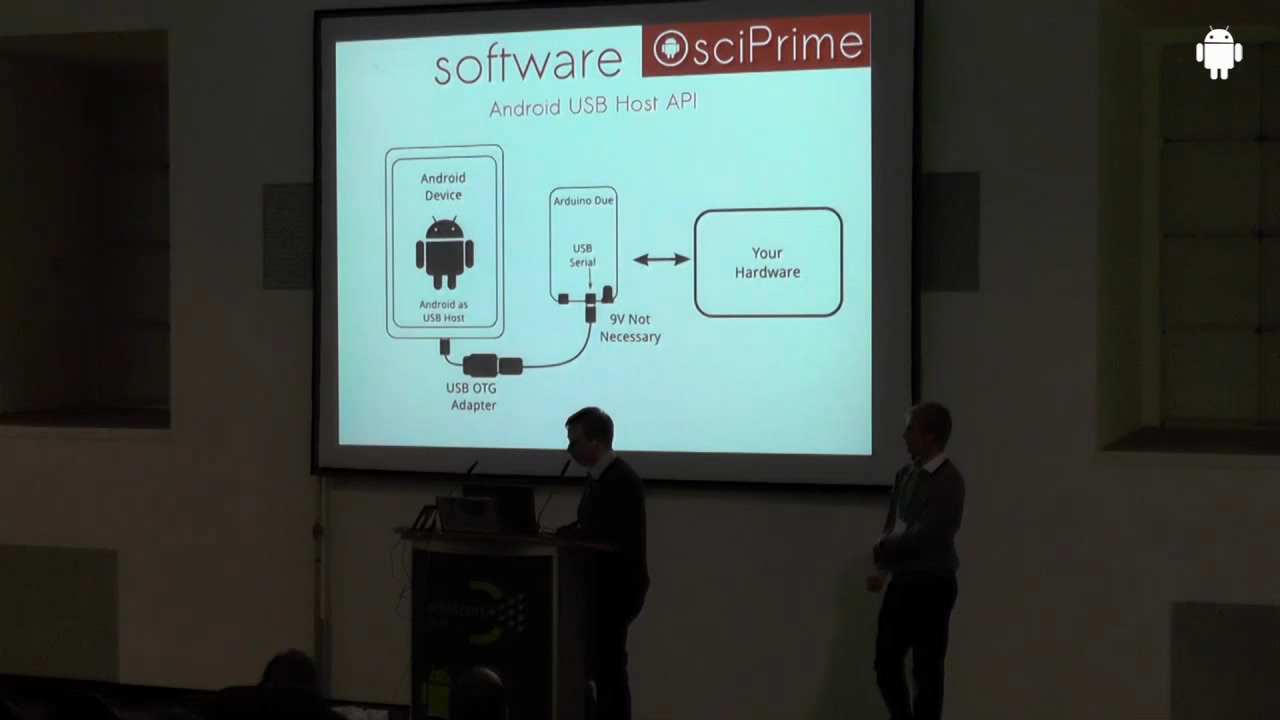 software
OsciPrime
Android USB Host API
Android
Device
Android as
USB Host
USB OTG
Adapter
Arduino Due
USB
Serial
9V Not
Necessary
Your
Hardware